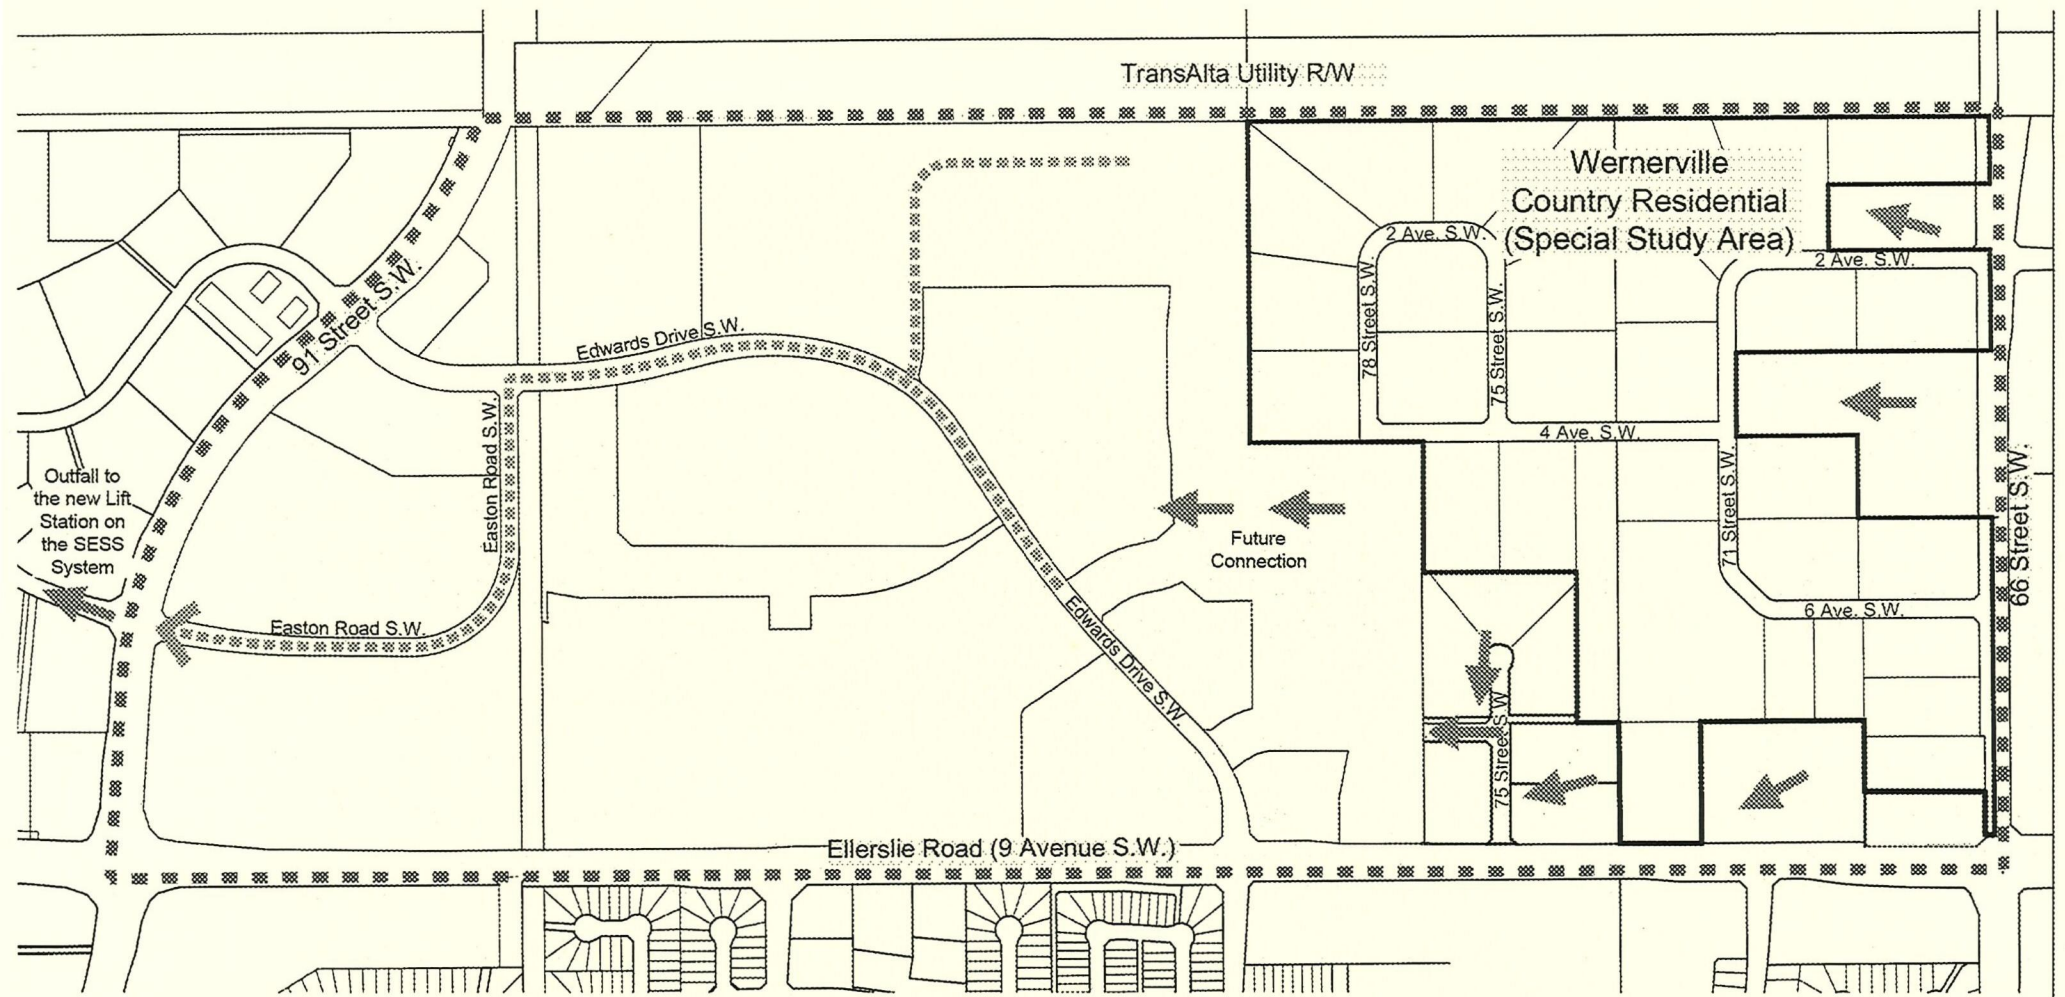 TransAlta Utility R/W
Wernerville
Country Residential
(Special Study Area)
2 Ave. S.W.
2 Ave. S.W.
91 Street S.W.
78 Street S.W.
75 Street S.W.
Edwards Drive S.W.
Easton Road S.W.
4 Ave. S.W.
71 Street S.W.
66 Street S.W.
Outfall to
the new Lift
Station on
the SESS
System
Future
Connection
Easton Road S.W.
Edwards Drive S.W.
6 Ave. S.W.
75 Street S.W
Ellerslie Road (9 Avenue S.W.)